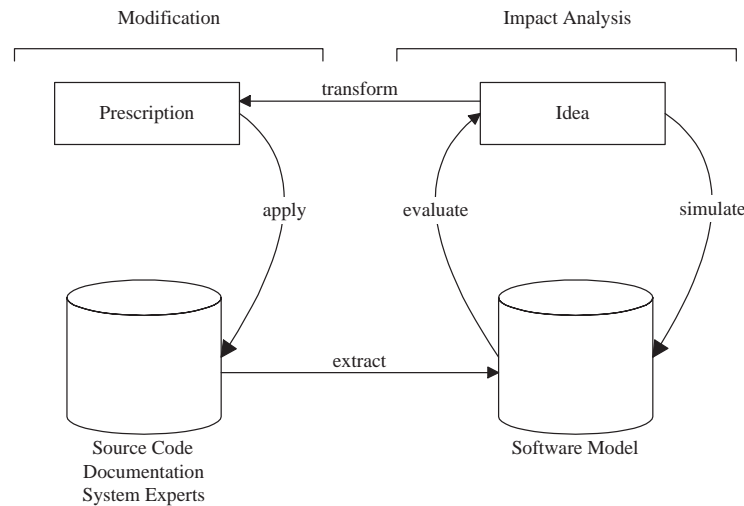 Modification
Impact Analysis
transform
Prescription
Idea
apply
evaluate
simulate
extract
Source Code
Documentation
System Experts
Software Model